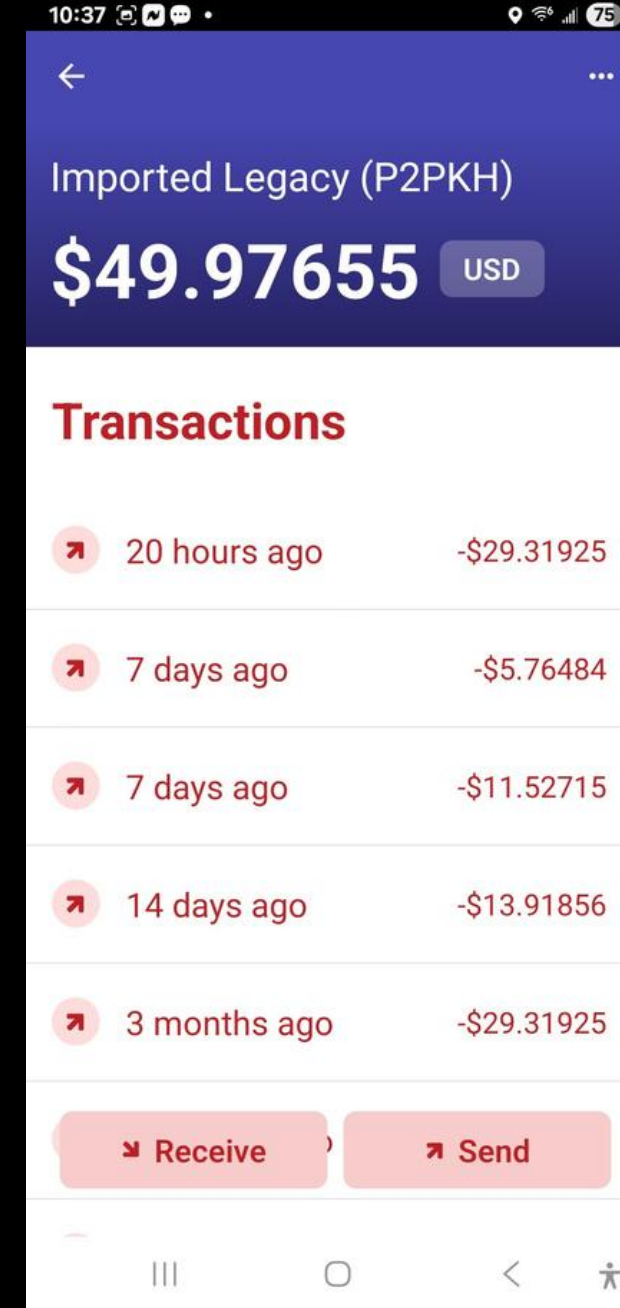 10:37 75
Imported Legacy (P2PKH)
$49.97655 USD
Transactions
20 hours ago -$29.31925
7 days ago -$5.76484
7 days ago -$11.52715
14 days ago -$13.91856
3 months ago -$29.31925
Receive Send